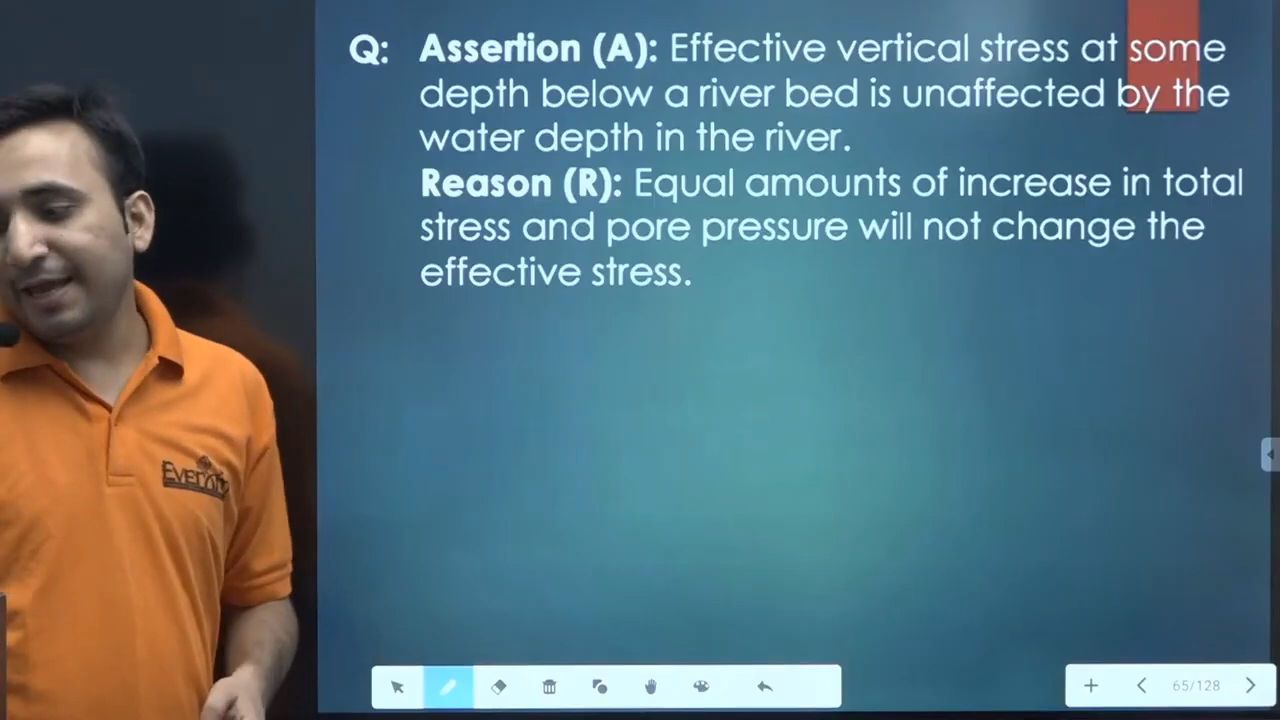 Q: Assertion (A): Effective vertical stress at some
depth below a river bed is unaffected by the
water depth in the river.
Reason (R): Equal amounts of increase in total
stress and pore pressure will not change the
effective stress.
65/128